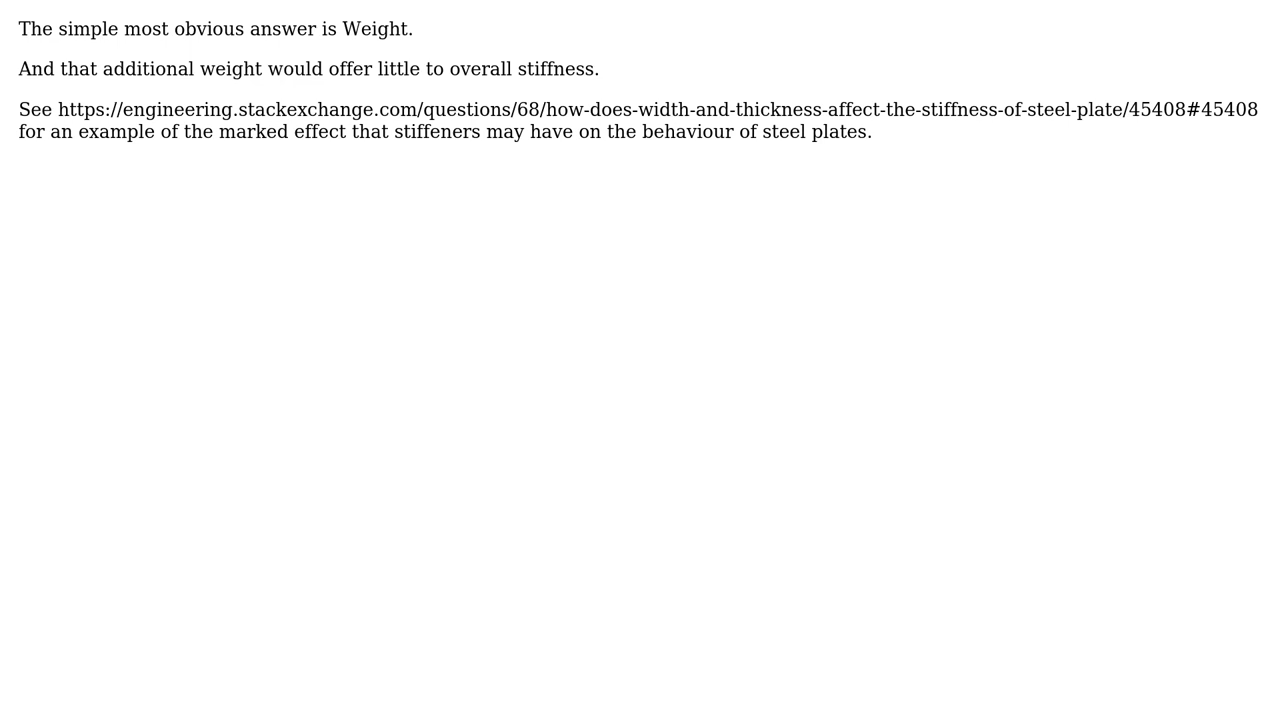 The simple most obvious answer is Weight.
And that additional weight would offer little to overall stiffness.
See https://engineering.stackexchange.com/questions/68/how-does-width-and-thickness-affect-the-stiffness-of-steel-plate/45408#45408
for an example of the marked effect that stiffeners may have on the behaviour of steel plates.